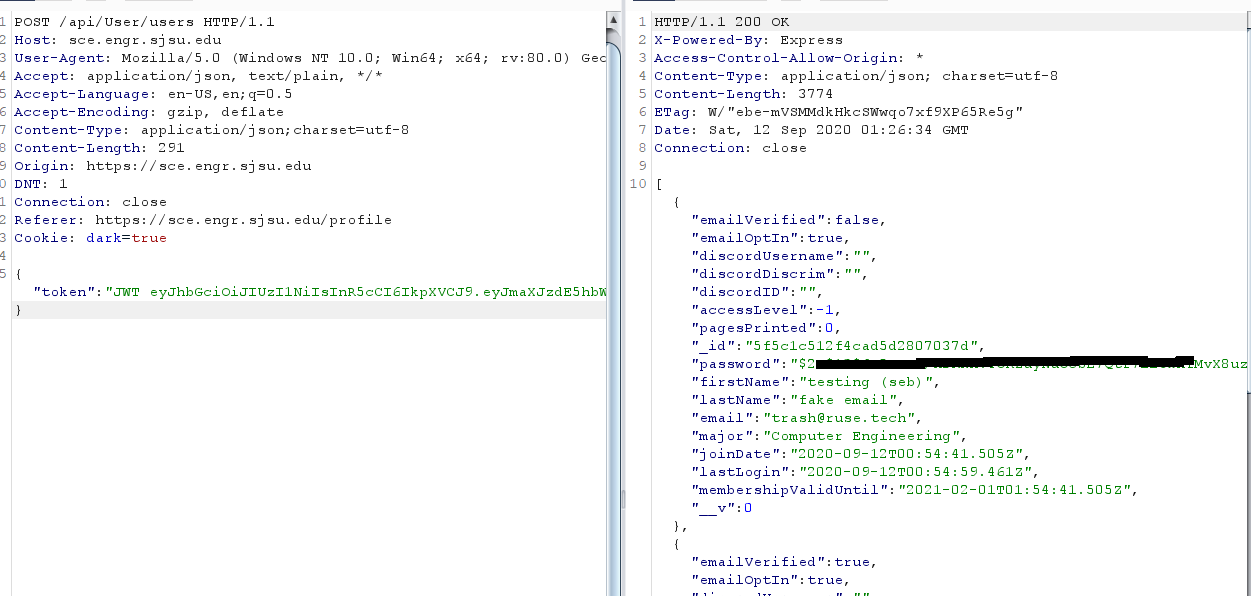 1 POST /api/User/users HTTP/1.1
2 Host: sce.engr.sjsu.edu
3 User-Agent: Mozilla/5.0 (Windows NT 10.0; Win64; x64; rv:80.0) Gec
4 Accept: application/json, text/plain, */*
5 Accept-Language: en-US,en;q=0.5
6 Accept-Encoding: gzip, deflate
7 Content-Type: application/json;charset=utf-8
8 Content-Length: 291
9 Origin: https://sce.engr.sjsu.edu
0 DNT: 1
1 Connection: close
2 Referer: https://sce.engr.sjsu.edu/profile
3 Cookie: dark=true
4
5 {
"token":"JWT eyJhbGciOiJIUzI1NiIsInR5cCI6IkpXVCJ9.eyJmaXJzdE5hbW
}
1 HTTP/1.1 200 OK
2 X-Powered-By: Express
3 Access-Control-Allow-Origin: *
4 Content-Type: application/json; charset=utf-8
5 Content-Length: 3774
6 ETag: W/"ebe-mVSMMdkHkcSWwqo7xf9XP65Re5g"
7 Date: Sat, 12 Sep 2020 01:26:34 GMT
8 Connection: close
9
10 [
{
"emailVerified":false,
"emailOptIn":true,
"discordUsername":"",
"discordDiscrim":"",
"discordID":"",
"accessLevel":-1,
"pagesPrinted":0,
"_id":"5f5c1c512f4cad5d2807037d",
"password":"$2 MvX8uz
"firstName":"testing (seb)",
"lastName":"fake email",
"email":"trash@ruse.tech",
"major":"Computer Engineering",
"joinDate":"2020-09-12T00:54:41.505Z",
"lastLogin":"2020-09-12T00:54:59.461Z",
"membershipValidUntil":"2021-02-01T01:54:41.505Z",
"__v":0
},
{
"emailVerified":true,
"emailOptIn":true,